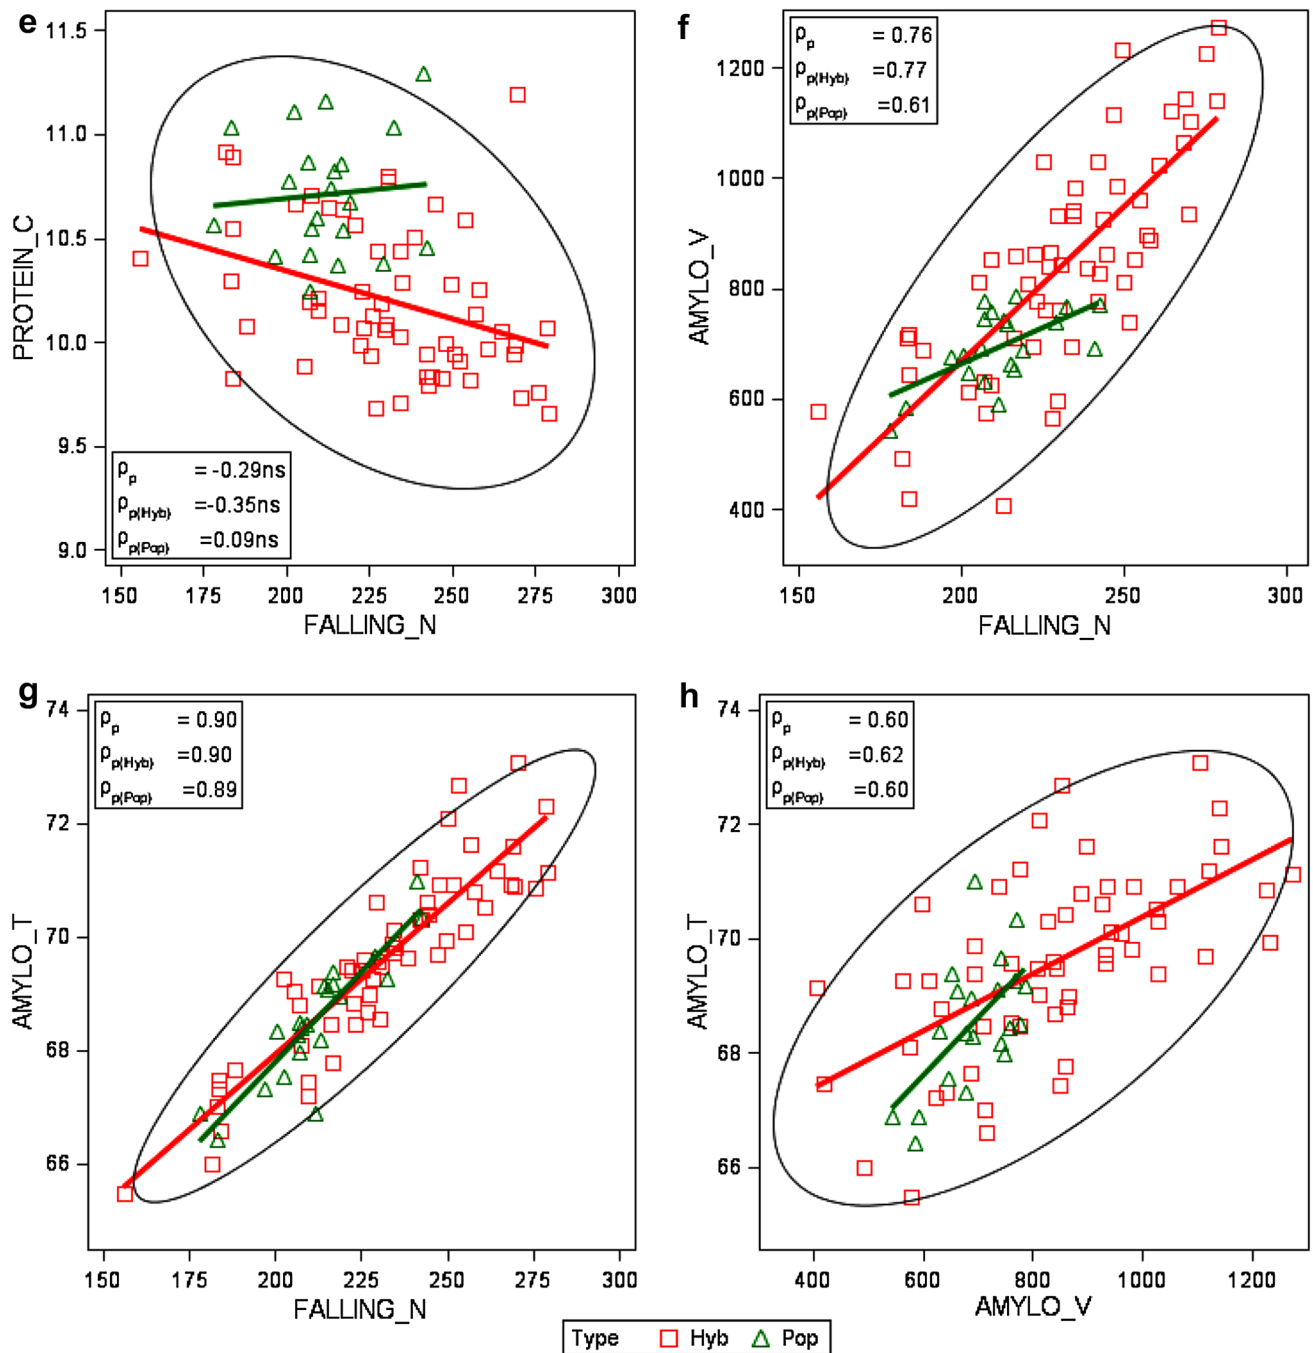 e
11.5
11.0
10.5
10.0
9.5
9.0
PROTEIN_C
ρp = -0.29ns
ρp(Hyb) =-0.35ns
ρp(Pop) =0.09ns
150 175 200 225 250 275 300
FALLING_N
f
1200
1000
800
600
400
AMYLO_V
ρp = 0.76
ρp(Hyb) =0.77
ρp(Pop) =0.61
150 200 250 300
FALLING_N
g
74
72
70
68
66
AMYLO_T
ρp = 0.90
ρp(Hyb) =0.90
ρp(Pop) =0.89
150 175 200 225 250 275 300
FALLING_N
h
74
72
70
68
66
AMYLO_T
ρp = 0.60
ρp(Hyb) =0.62
ρp(Pop) =0.60
400 600 800 1000 1200
AMYLO_V
Type Hyb Pop